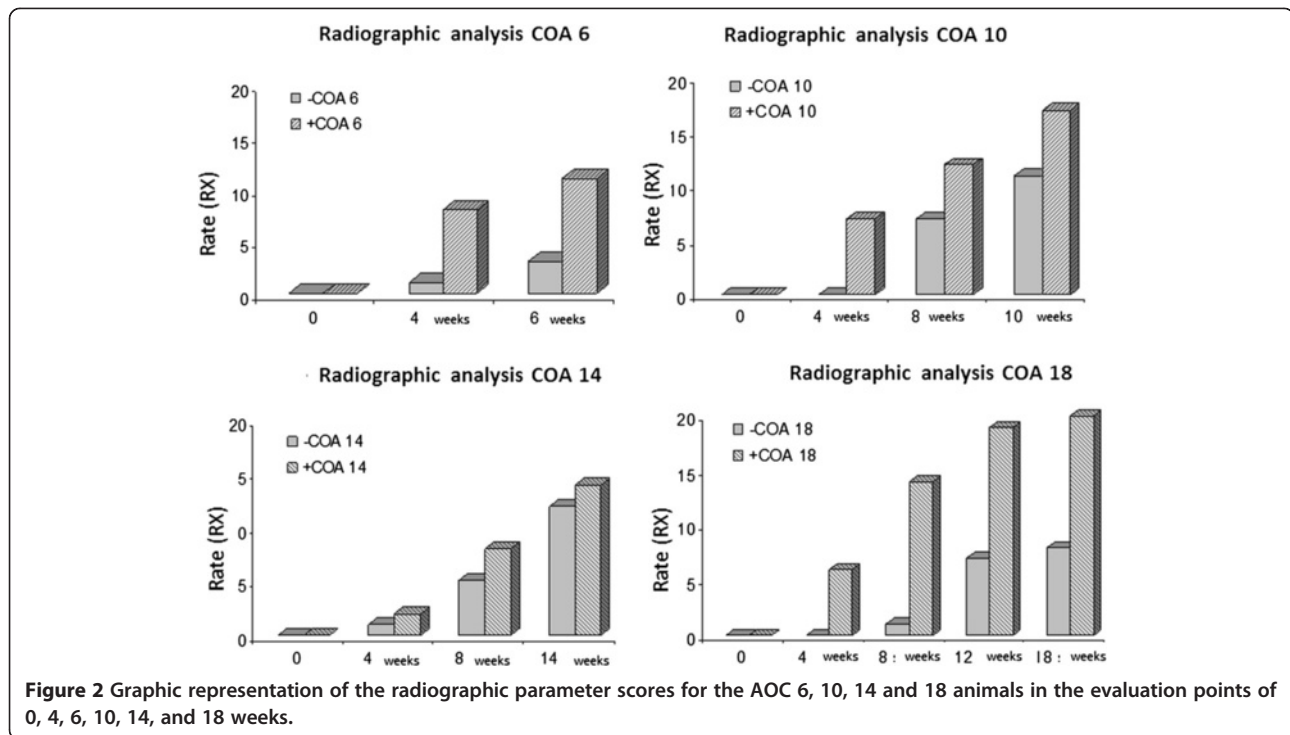 Radiographic analysis COA 6
-COA 6
+COA 6
Rate (RX)
20
15
10
5
0
0 4 weeks 6 weeks
Radiographic analysis COA 10
-COA 10
+COA 10
Rate (RX)
20
15
10
5
0
0 4 weeks 8 weeks 10 weeks
Radiographic analysis COA 14
-COA 14
+COA 14
Rate (RX)
20
5
0
5
0
0 4 weeks 8 weeks 14 weeks
Radiographic analysis COA 18
-COA 18
+COA 18
Rate (RX)
20
15
10
5
0
0 4 weeks 8 : weeks 12 weeks 18 : weeks
Figure 2 Graphic representation of the radiographic parameter scores for the AOC 6, 10, 14 and 18 animals in the evaluation points of
0, 4, 6, 10, 14, and 18 weeks.